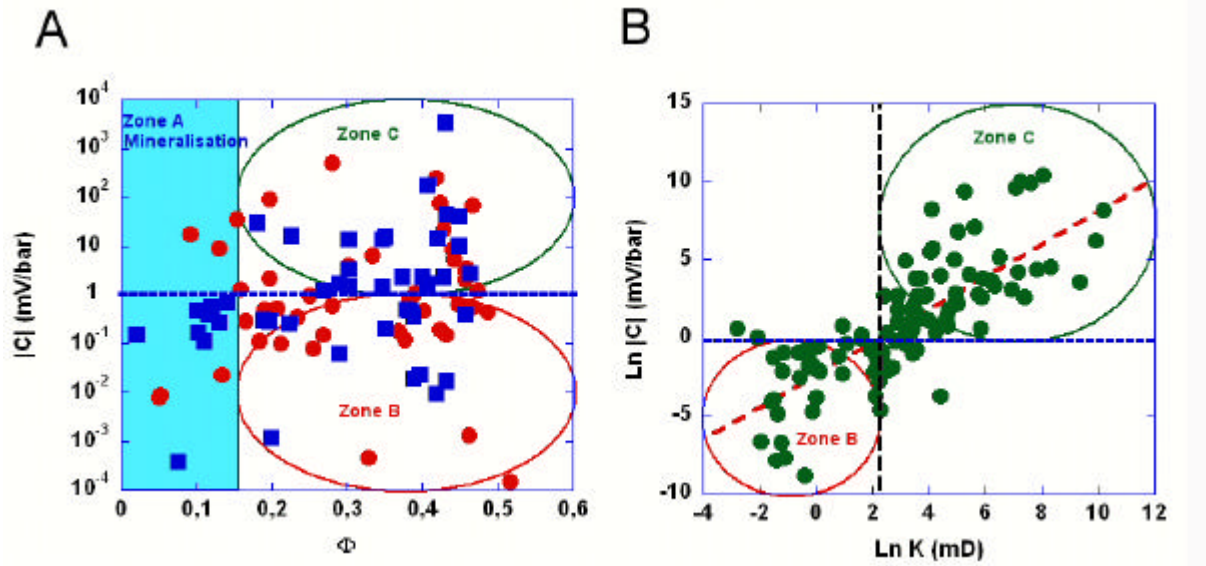 A
B
10^4
10^3
10^2
10
1
10^-1
10^-2
10^-3
10^-4
|C| (mV/bar)
Zone A
Mineralisation
Zone C
Zone B
0
0,1
0,2
0,3
0,4
0,5
0,6
Φ
15
10
5
0
-5
-10
Ln |C| (mV/bar)
Zone C
Zone B
-4
-2
0
2
4
6
8
10
12
Ln K (mD)